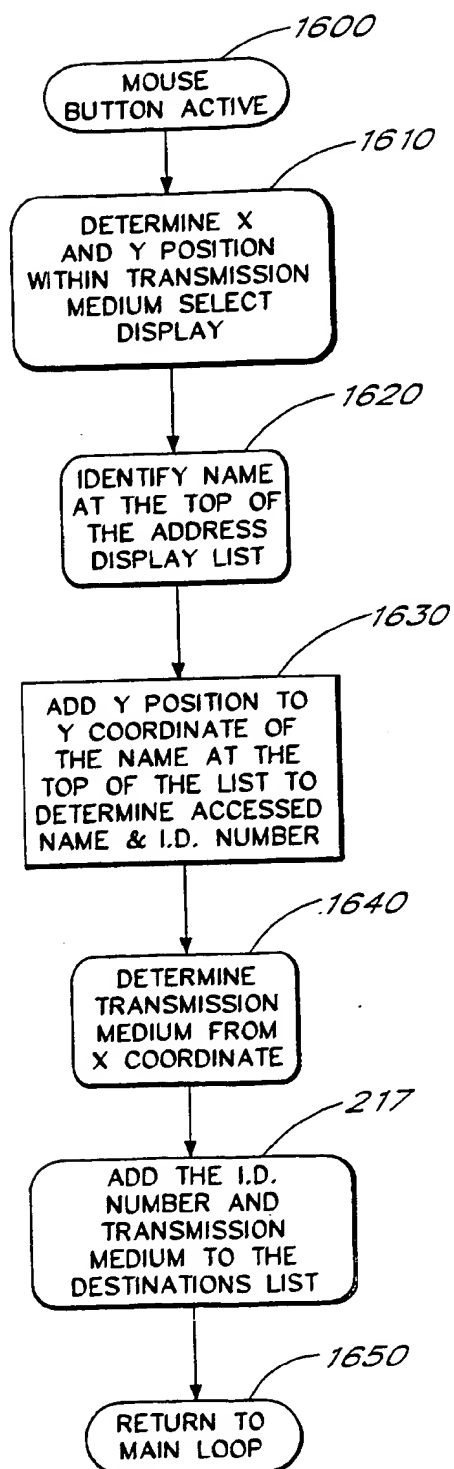 1600
MOUSE
BUTTON ACTIVE
1610
DETERMINE X
AND Y POSITION
WITHIN TRANSMISSION
MEDIUM SELECT
DISPLAY
1620
IDENTIFY NAME
AT THE TOP OF
THE ADDRESS
DISPLAY LIST
1630
ADD Y POSITION TO
Y COORDINATE OF
THE NAME AT THE
TOP OF THE LIST TO
DETERMINE ACCESSED
NAME & I.D. NUMBER
1640
DETERMINE
TRANSMISSION
MEDIUM FROM
X COORDINATE
217
ADD THE I.D.
NUMBER AND
TRANSMISSION
MEDIUM TO THE
DESTINATIONS LIST
1650
RETURN TO
MAIN LOOP